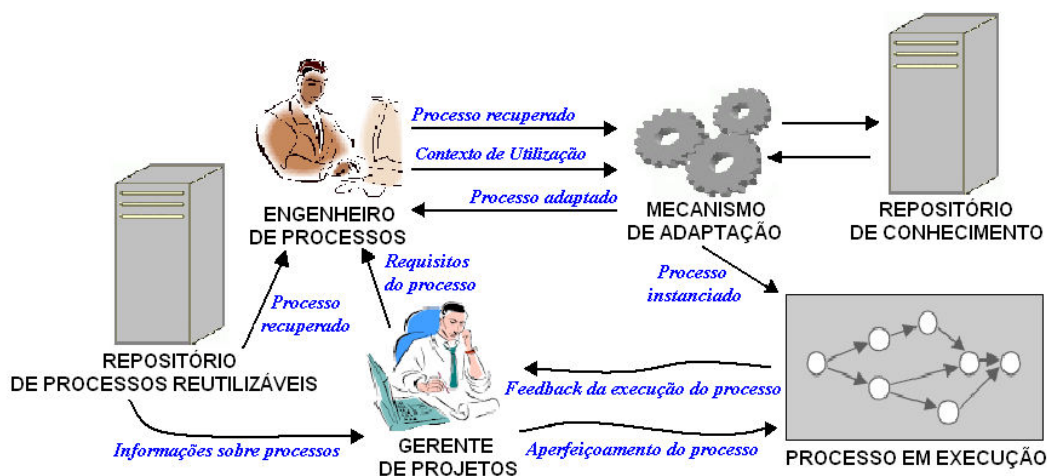 Processo recuperado
Contexto de Utilização
Processo adaptado
ENGENHEIRO
DE PROCESSOS
MECANISMO
DE ADAPTAÇÃO
REPOSITÓRIO
DE CONHECIMENTO
Requisitos
do processo
Processo
instanciado
Processo
recuperado
REPOSITÓRIO
DE PROCESSOS REUTILIZÁVEIS
Feedback da execução do processo
Informações sobre processos
GERENTE
DE PROJETOS
Aperfeiçoamento do processo
PROCESSO EM EXECUÇÃO